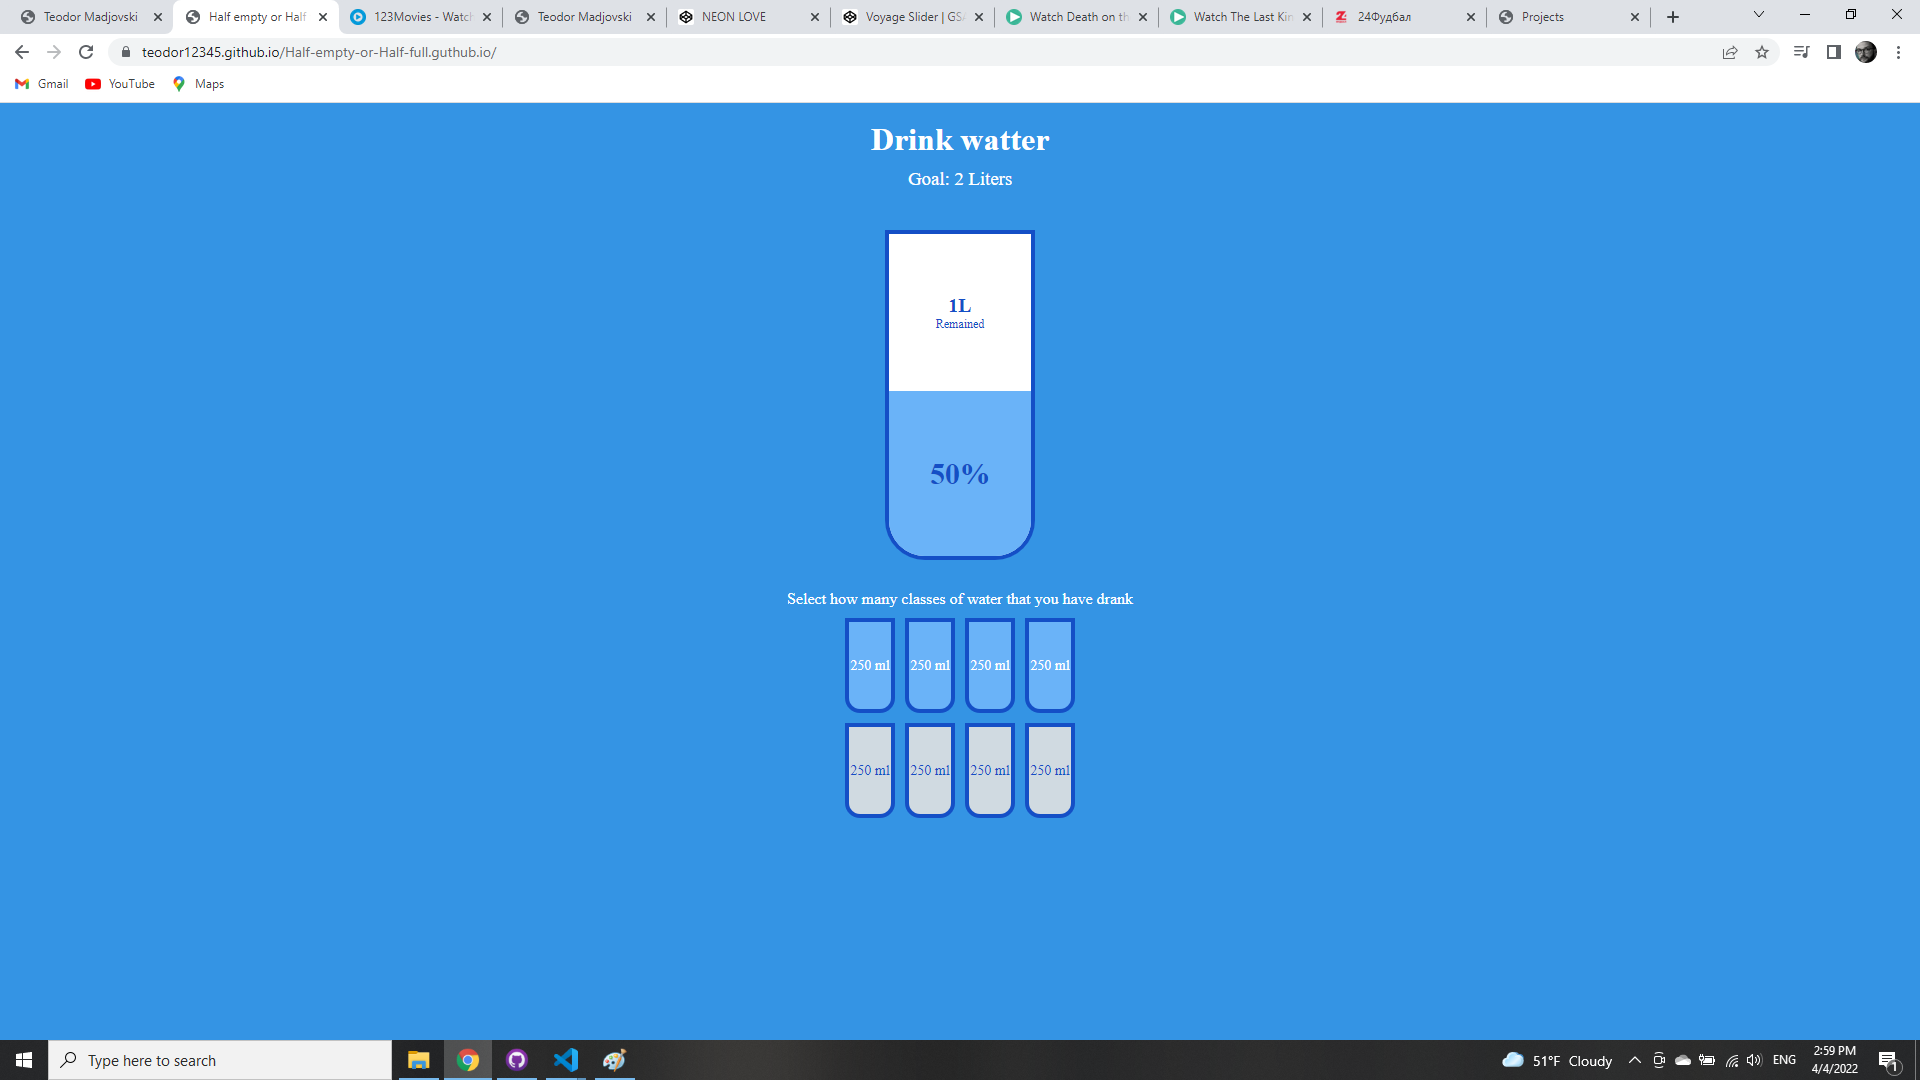 Teodor Madjovski
Half empty or Half
123Movies - Watch
Teodor Madjovski
NEON LOVE
Voyage Slider | GSA
Watch Death on th
Watch The Last Kin
24Фудбал
Projects
teodor12345.github.io/Half-empty-or-Half-full.guthub.io/
Gmail
YouTube
Maps
Drink watter
Goal: 2 Liters
1L
Remained
50%
Select how many classes of water that you have drank
250 ml 250 ml 250 ml 250 ml
250 ml 250 ml 250 ml 250 ml
Type here to search
51°F Cloudy
ENG
2:59 PM
4/4/2022
1